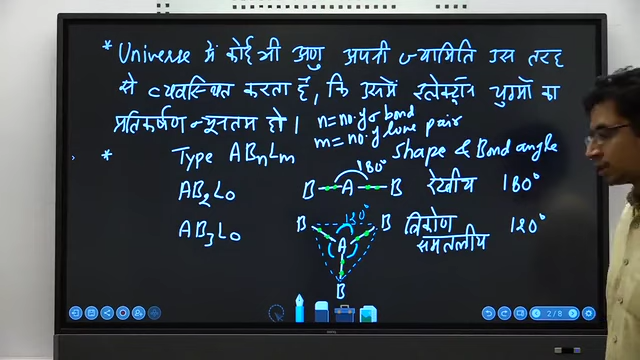 * Universe में कोई भी अणु अपनी ज्यामिति उस तरह
से व्यवस्थित करता है, कि उसमें इलेक्ट्रॉन युग्मों का
प्रतिकर्षण न्यूनतम हो।
n = no. of σ bond
m = no. of lone pair
* Type ABnLm Shape & Bond angle
AB2L0 B A B 180° रेखीय 180°
AB3L0 B B A B 120° त्रिकोण समतलीय 120°
2/8